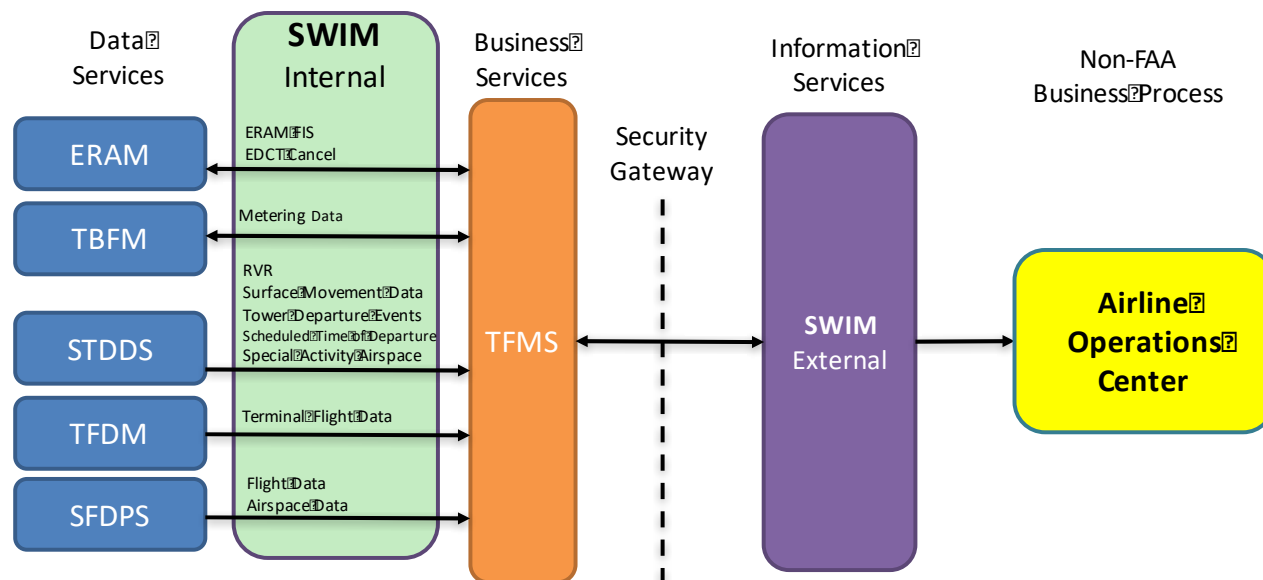 Data⍰
Services
SWIM
Internal
Business⍰
Services
Information⍰
Services
Non-FAA
Business⍰Process
ERAM
ERAM⍰FIS
EDCT⍰Cancel
Security
Gateway
TBFM
Metering Data
STDDS
RVR
Surface⍰Movement⍰Data
Tower⍰Departure⍰Events
Scheduled⍰Time of⍰Departure
Special⍰Activity⍰Airspace
TFMS
SWIM
External
Airline⍰
Operations⍰
Center
TFDM
Terminal⍰Flight⍰Data
SFDPS
Flight⍰Data
Airspace⍰Data